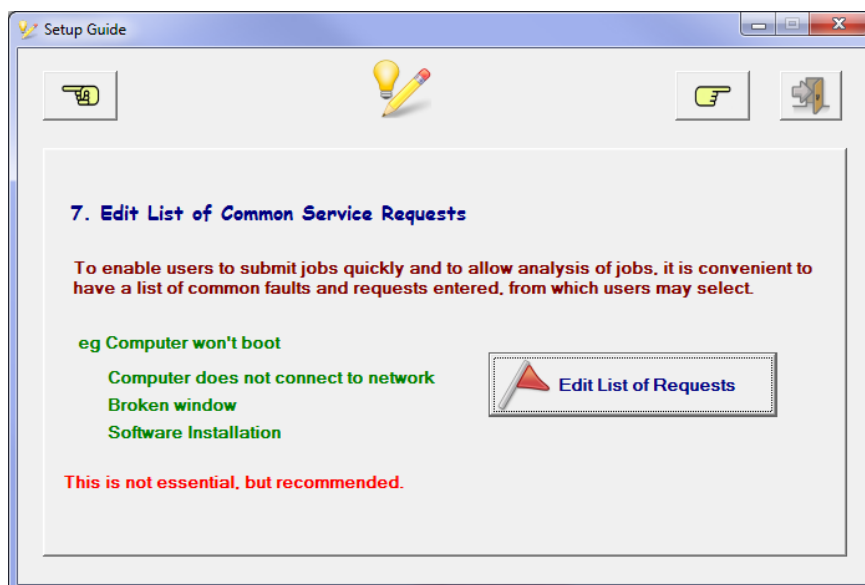 Setup Guide
7. Edit List of Common Service Requests
To enable users to submit jobs quickly and to allow analysis of jobs, it is convenient to
have a list of common faults and requests entered, from which users may select.
eg Computer won't boot
Computer does not connect to network
Broken window
Software Installation
Edit List of Requests
This is not essential, but recommended.